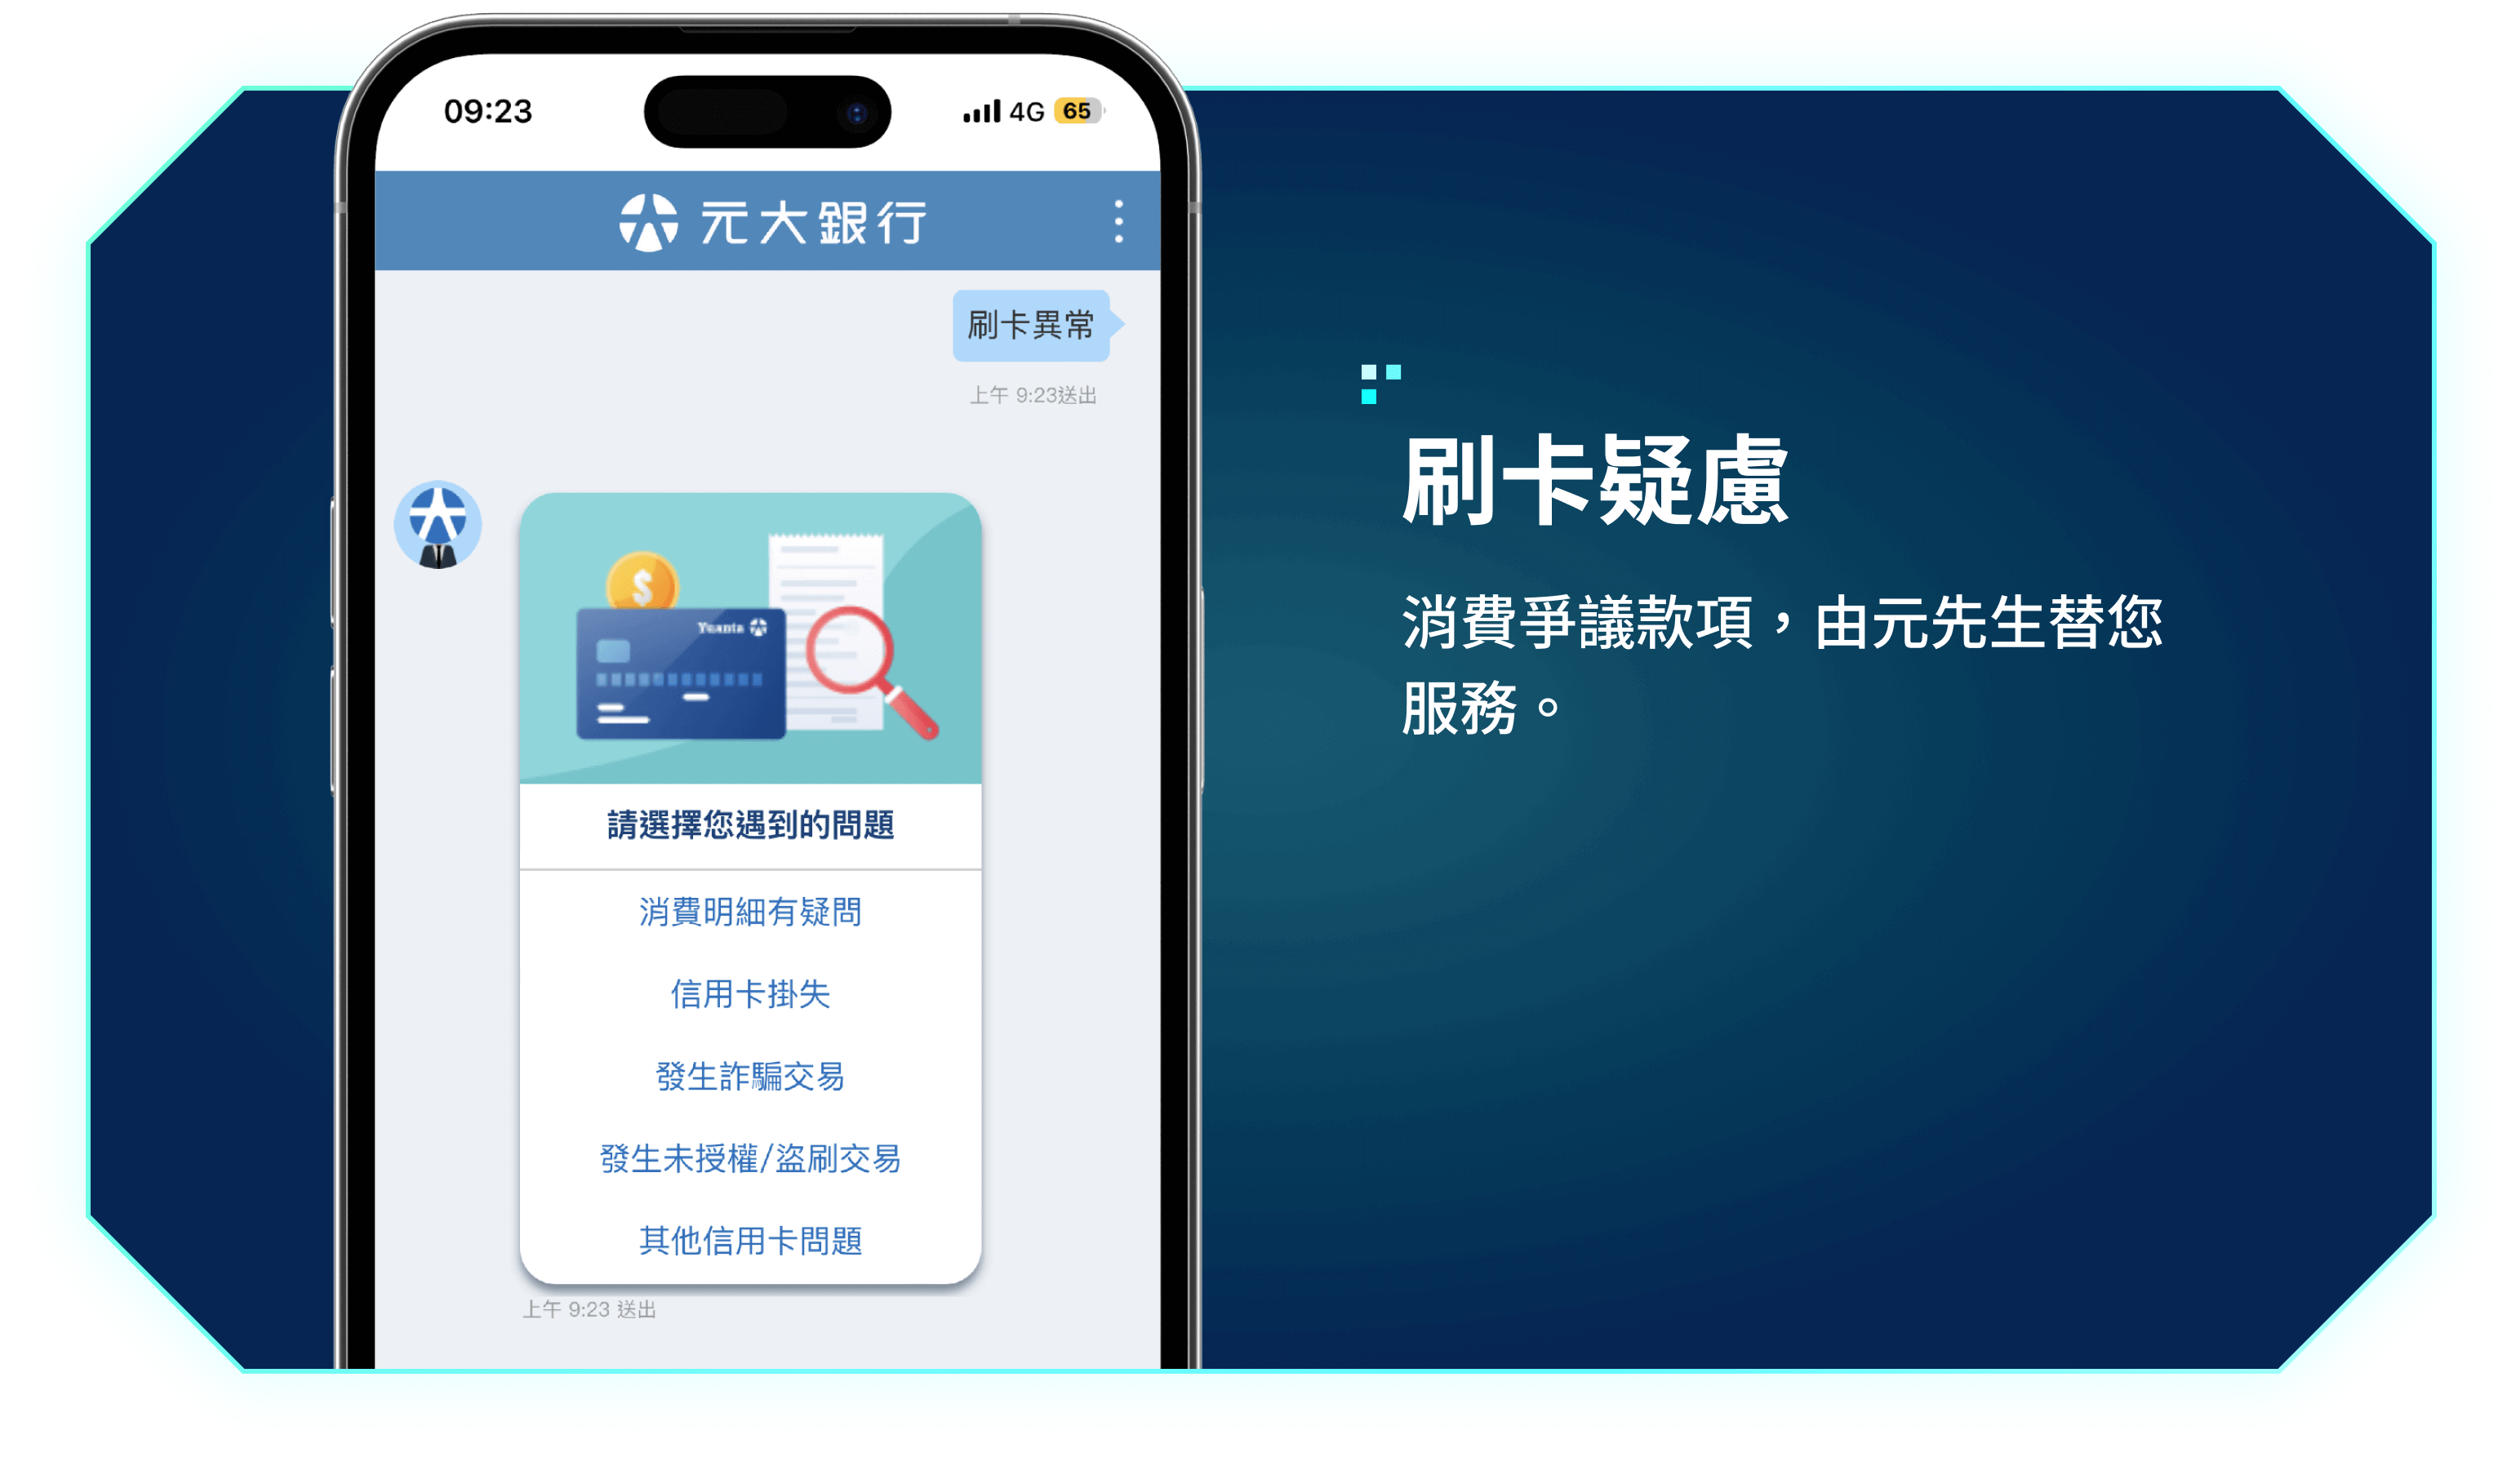 09:23
4G 65
元大銀行
刷卡異常
上午 9:23送出
$
Yuanta
請選擇您遇到的問題
消費明細有疑問
信用卡掛失
發生詐騙交易
發生未授權/盜刷交易
其他信用卡問題
上午 9:23 送出
刷卡疑慮
消費爭議款項，由元先生替您
服務。